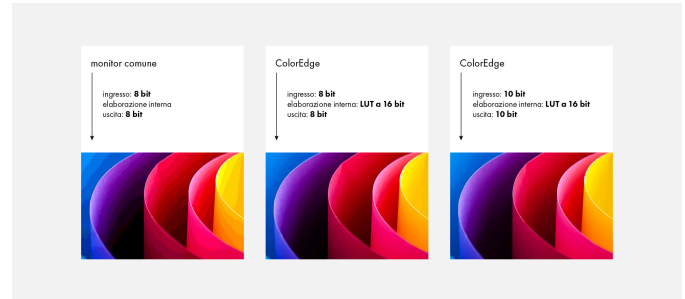 monitor comune
ingresso: 8 bit
elaborazione interna
uscita: 8 bit
ColorEdge
ingresso: 8 bit
elaborazione interna: LUT a 16 bit
uscita: 8 bit
ColorEdge
ingresso: 10 bit
elaborazione interna: LUT a 16 bit
uscita: 10 bit